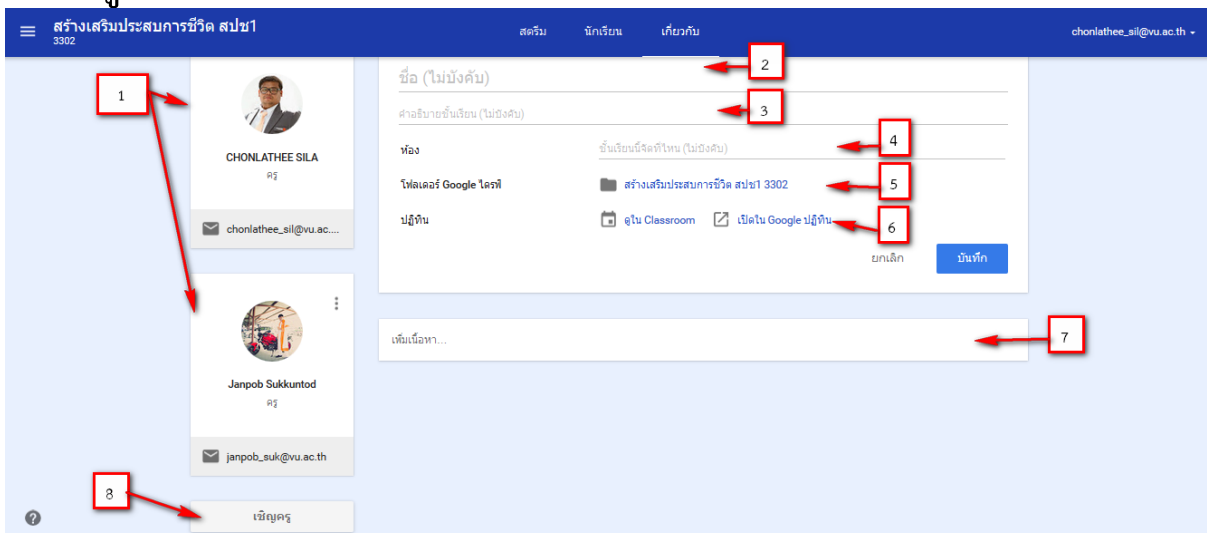 สร้างเสริมประสบการชีวิต สปช1
3302
สตรีม นักเรียน เกี่ยวกับ
chonlathee_sil@vu.ac.th
1
CHONLATHEE SILA
ครู
chonlathee_sil@vu.ac....
Janpob Sukkuntod
ครู
janpob_suk@vu.ac.th
8
เชิญครู
ชื่อ (ไม่บังคับ)
2
คำอธิบายชั้นเรียน (ไม่บังคับ)
3
ห้อง ชั้นเรียนนี้จัดที่ไหน (ไม่บังคับ)
4
โฟลเดอร์ Google ไดรฟ์ สร้างเสริมประสบการชีวิต สปช1 3302
5
ปฏิทิน ดูใน Classroom เปิดใน Google ปฏิทิน
6
ยกเลิก บันทึก
เพิ่มเนื้อหา...
7